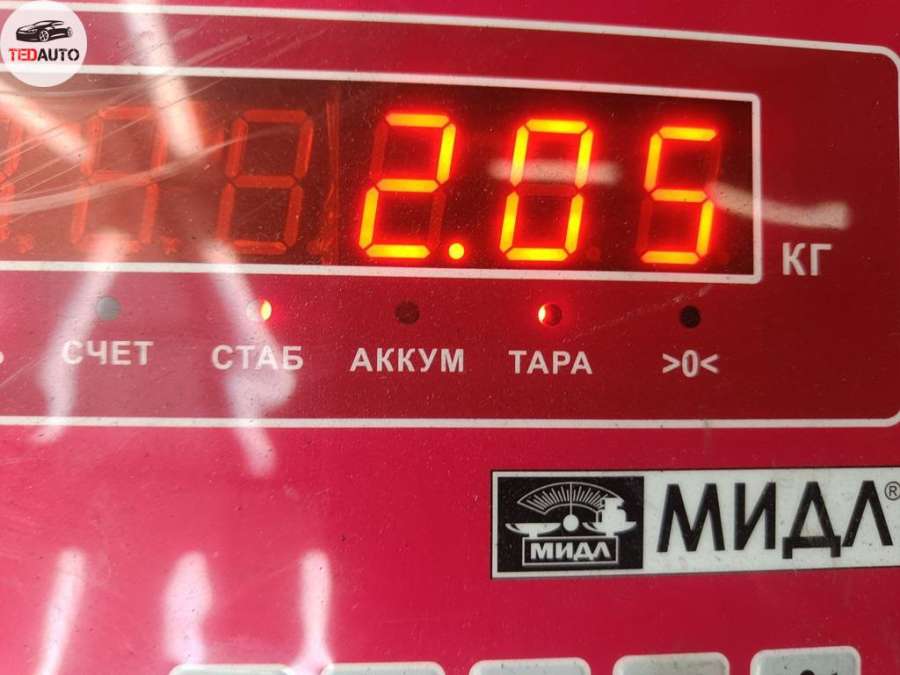 TEDAUTO
2.05
КГ
СЧЕТ СТАБ АККУМ ТАРА >0<
МИДЛ МИДЛ®